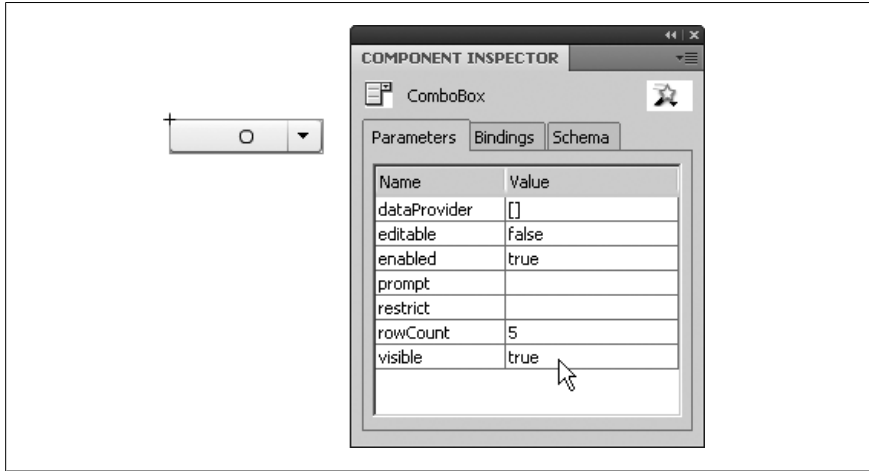 COMPONENT INSPECTOR
ComboBox
Parameters Bindings Schema
Name Value
dataProvider []
editable false
enabled true
prompt
restrict
rowCount 5
visible true